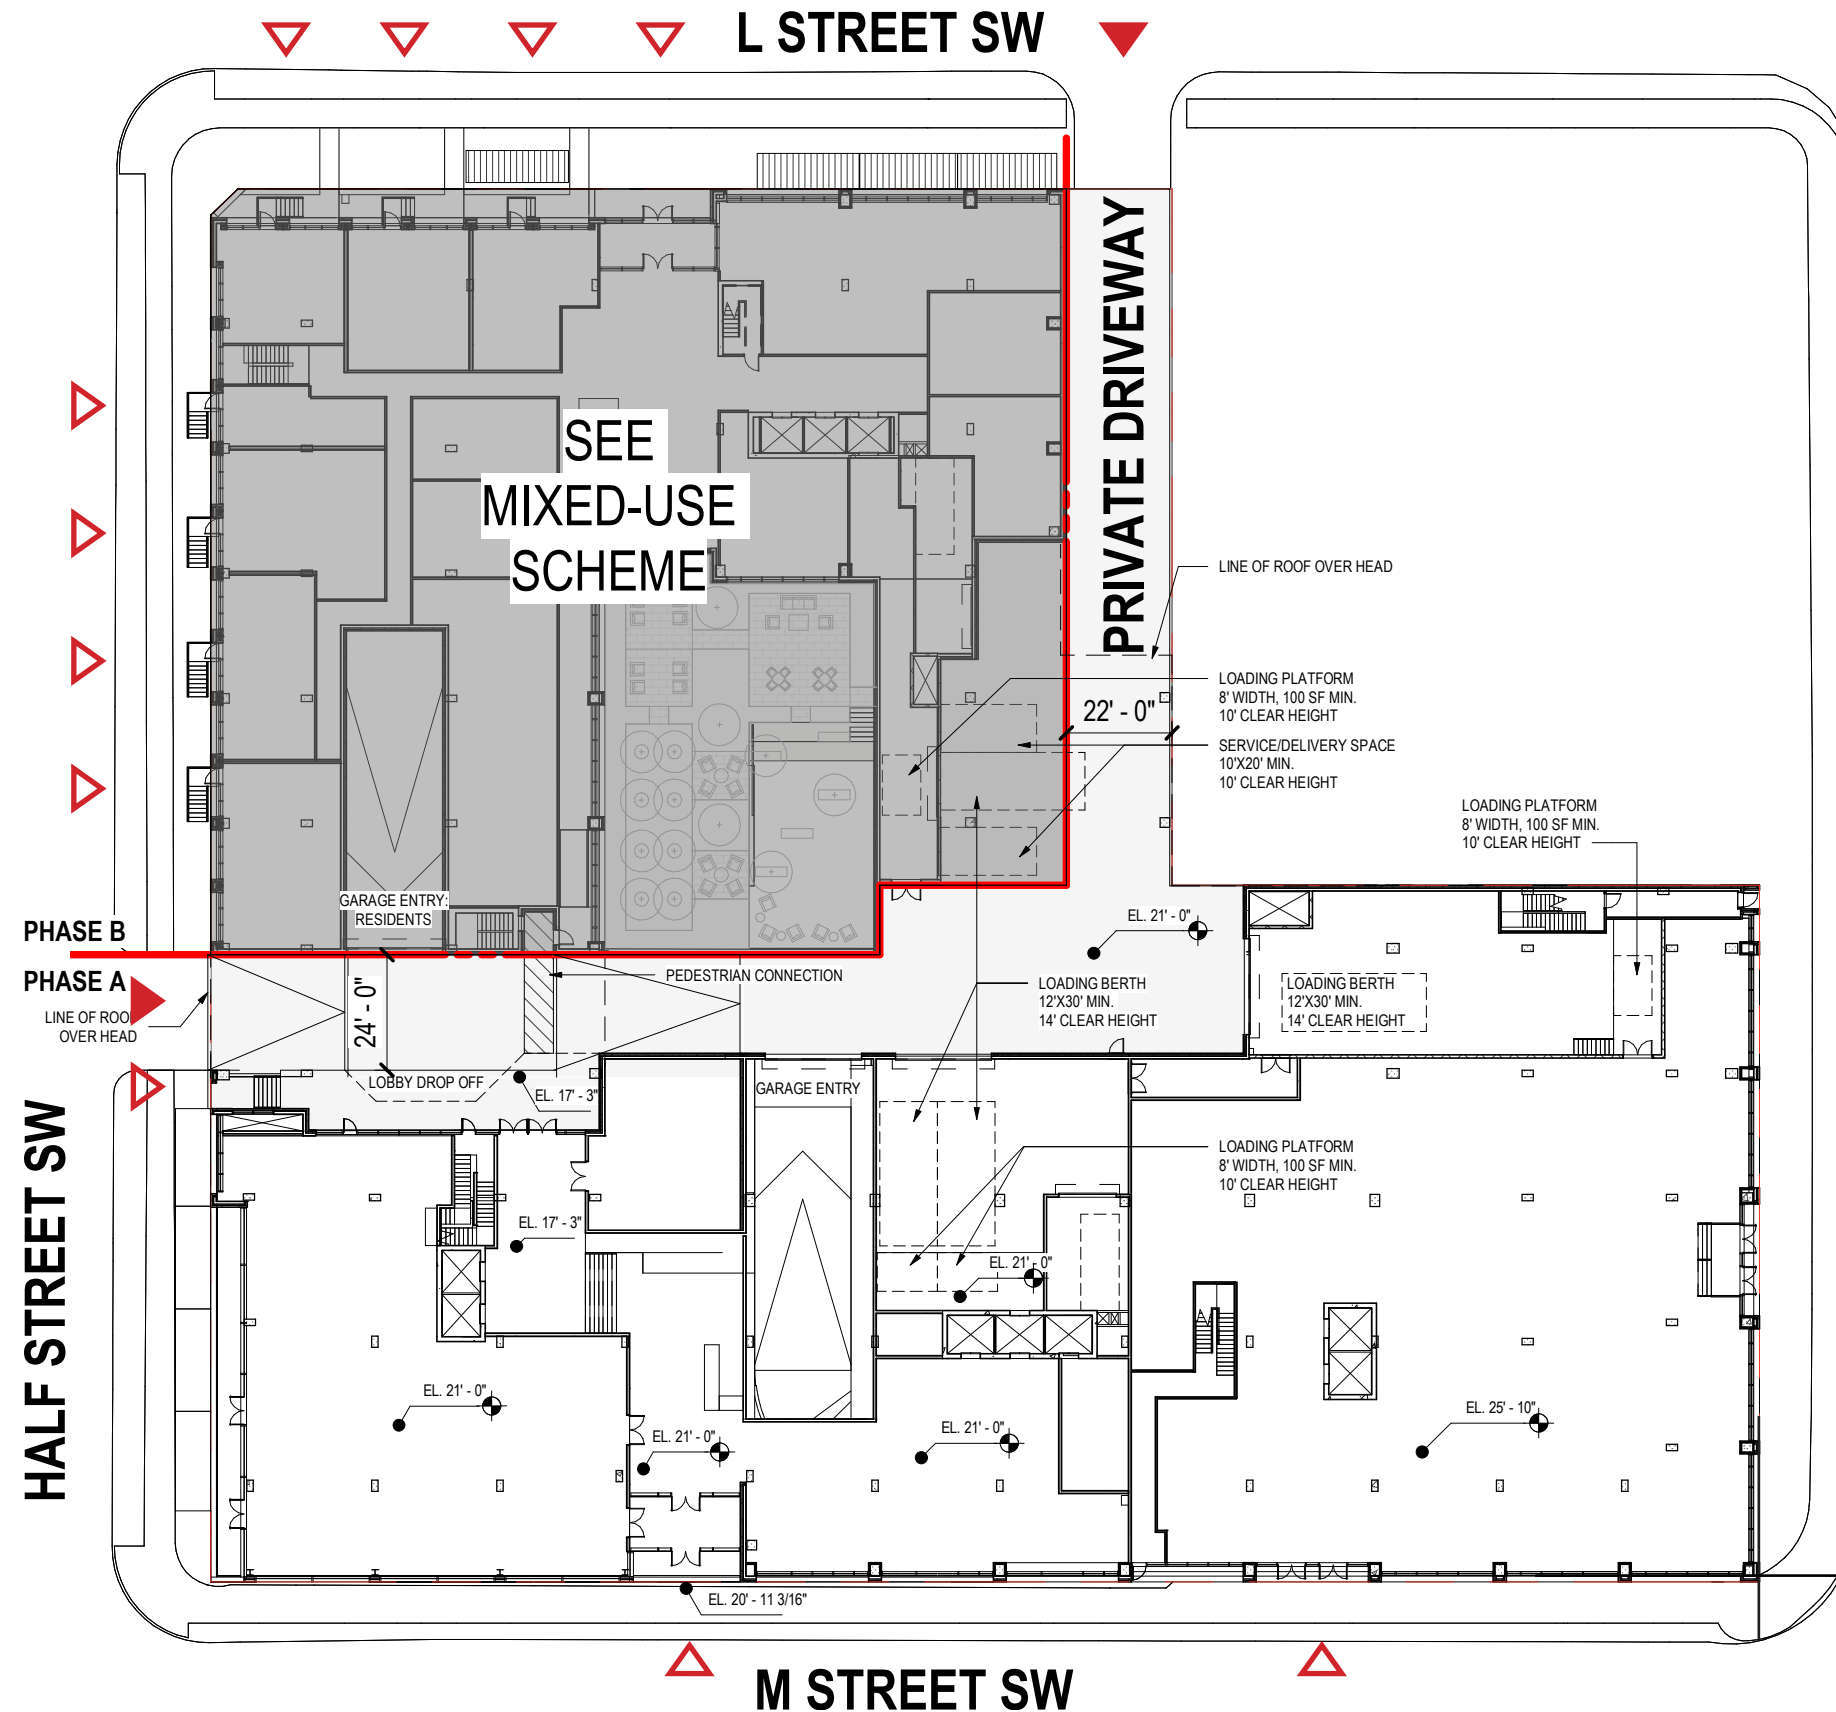 L STREET SW
PRIVATE DRIVEWAY
SEE
MIXED-USE
SCHEME
LINE OF ROOF OVER HEAD
LOADING PLATFORM
8' WIDTH, 100 SF MIN.
10' CLEAR HEIGHT
22' - 0"
SERVICE/DELIVERY SPACE
10'X20' MIN.
10' CLEAR HEIGHT
LOADING PLATFORM
8' WIDTH, 100 SF MIN.
10' CLEAR HEIGHT
GARAGE ENTRY:
RESIDENTS
EL. 21' - 0"
PHASE B
PHASE A
LINE OF ROO
OVER HEAD
24' - 0"
PEDESTRIAN CONNECTION
LOADING BERTH
12'X30' MIN.
14' CLEAR HEIGHT
LOADING BERTH
12'X30' MIN.
14' CLEAR HEIGHT
LOBBY DROP OFF
EL. 17' - 3"
GARAGE ENTRY
LOADING PLATFORM
8' WIDTH, 100 SF MIN.
10' CLEAR HEIGHT
EL. 17' - 3"
EL. 21' - 0"
HALF STREET SW
EL. 21' - 0"
EL. 21' - 0"
EL. 21' - 0"
EL. 25' - 10"
EL. 20' - 11 3/16"
M STREET SW